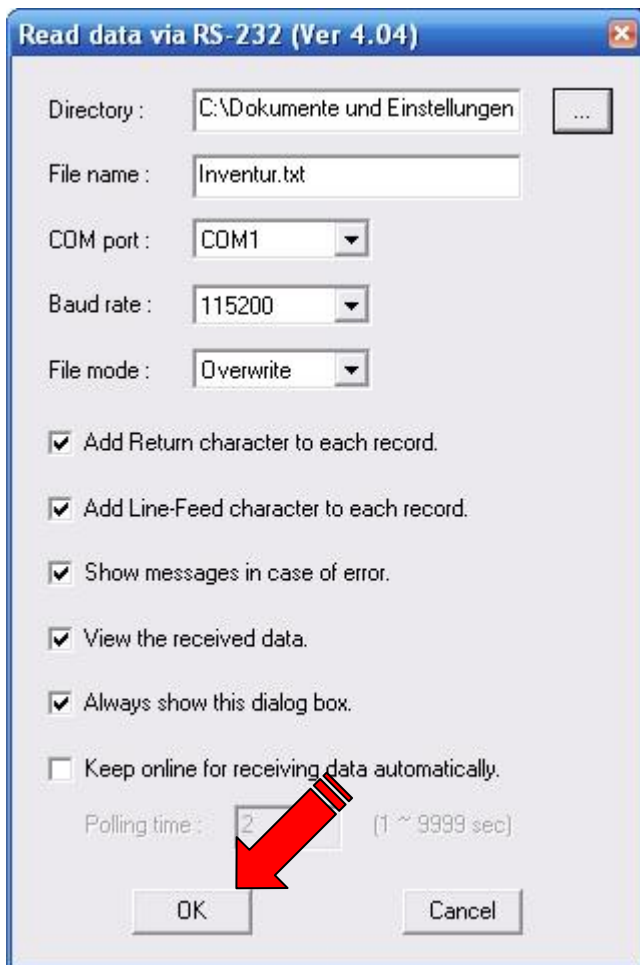 Read data via RS-232 (Ver 4.04)
Directory : C:\Dokumente und Einstellungen ...
File name : Inventur.txt
COM port : COM1
Baud rate : 115200
File mode : Overwrite
Add Return character to each record.
Add Line-Feed character to each record.
Show messages in case of error.
View the received data.
Always show this dialog box.
Keep online for receiving data automatically.
Polling time : 2 (1 ~ 9999 sec)
OK Cancel